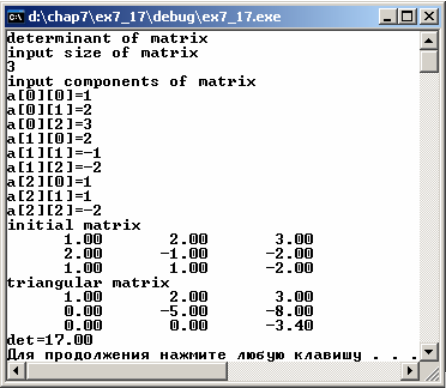 d:\chap7\ex7_17\debug\ex7_17.exe
determinant of matrix
input size of matrix
3
input components of matrix
a[0][0]=1
a[0][1]=2
a[0][2]=3
a[1][0]=2
a[1][1]=-1
a[1][2]=-2
a[2][0]=1
a[2][1]=1
a[2][2]=-2
initial matrix
1.00 2.00 3.00
2.00 -1.00 -2.00
1.00 1.00 -2.00
triangular matrix
1.00 2.00 3.00
0.00 -5.00 -8.00
0.00 0.00 -3.40
det=17.00
Для продолжения нажмите любую клавишу . . .